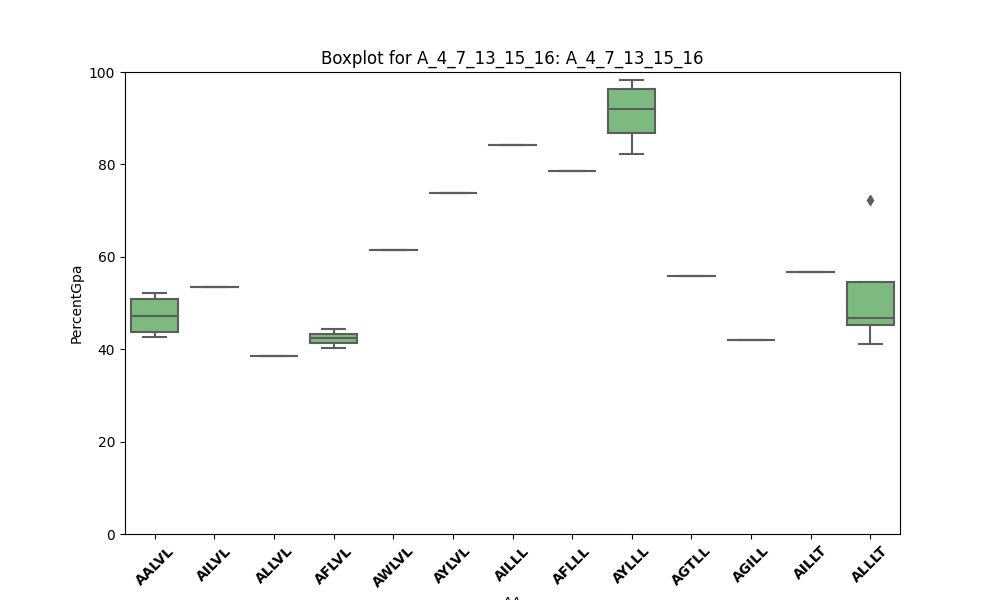 Boxplot for A_4_7_13_15_16: A_4_7_13_15_16
100
80
60
40
20
0
PercentGpa
AALVL
AILVL
ALLVL
AFLVL
AWLVL
AYLVL
AILLL
AFLLL
AYLLL
AGTLL
AGILL
AILLT
ALLLT